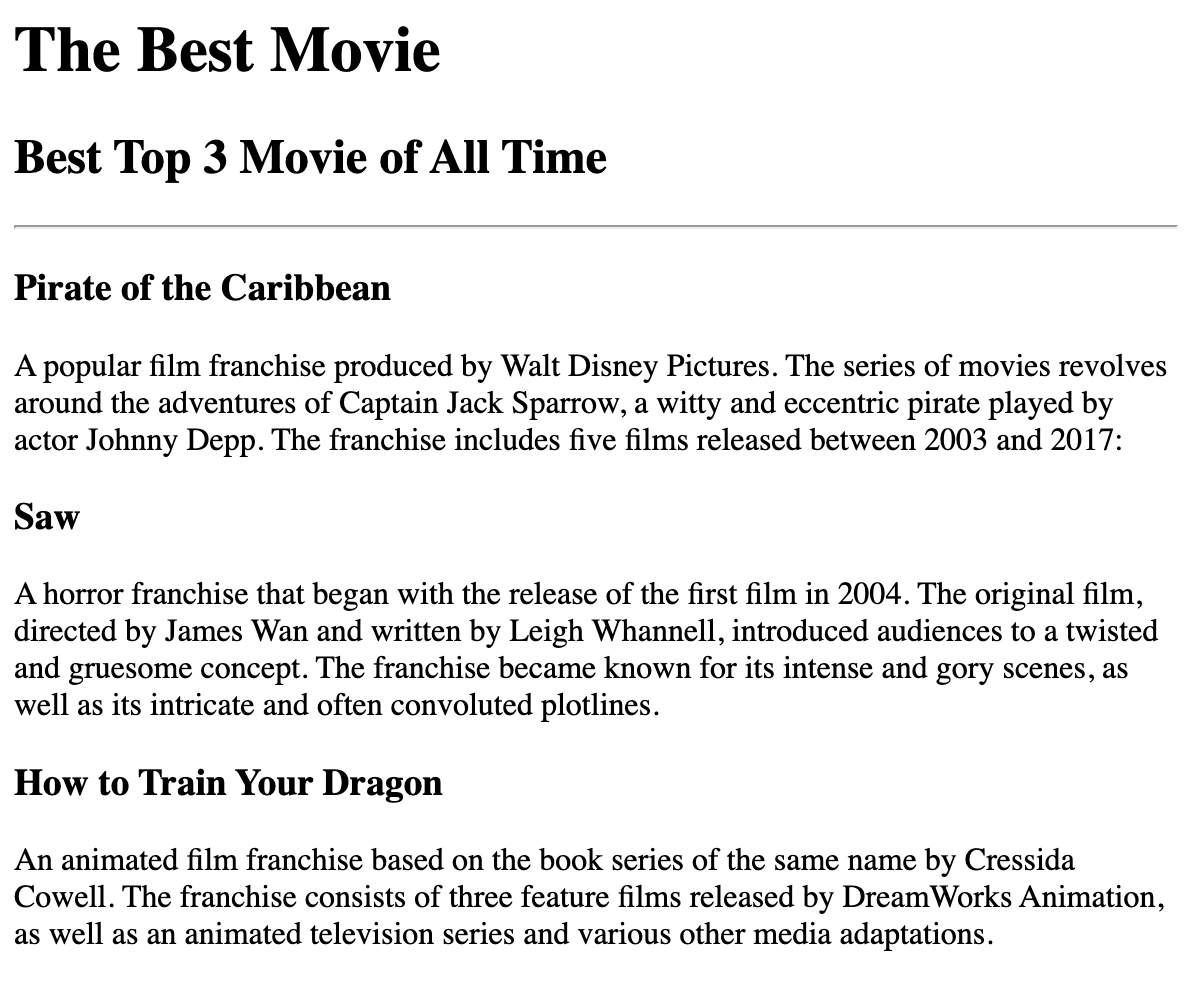 The Best Movie
Best Top 3 Movie of All Time
Pirate of the Caribbean
A popular film franchise produced by Walt Disney Pictures. The series of movies revolves
around the adventures of Captain Jack Sparrow, a witty and eccentric pirate played by
actor Johnny Depp. The franchise includes five films released between 2003 and 2017:
Saw
A horror franchise that began with the release of the first film in 2004. The original film,
directed by James Wan and written by Leigh Whannell, introduced audiences to a twisted
and gruesome concept. The franchise became known for its intense and gory scenes, as
well as its intricate and often convoluted plotlines.
How to Train Your Dragon
An animated film franchise based on the book series of the same name by Cressida
Cowell. The franchise consists of three feature films released by DreamWorks Animation,
as well as an animated television series and various other media adaptations.